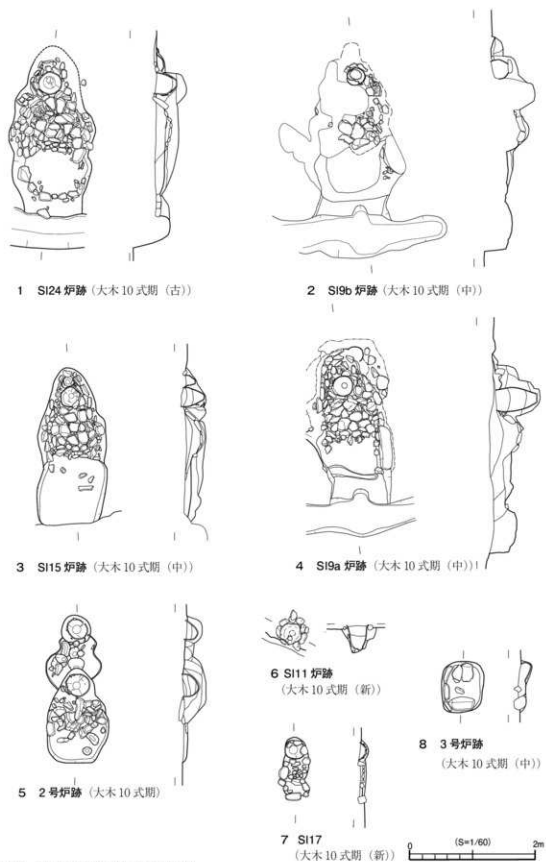 1 SI24 炉跡 (大木10式期 (古))
2 SI9b 炉跡 (大木10式期 (中))
3 SI15 炉跡 (大木10式期 (中))
4 SI9a 炉跡 (大木10式期 (中))
5 2号炉跡 (大木10式期)
6 SI11 炉跡
(大木10式期 (新))
7 SI17
(大木10式期 (新))
8 3号炉跡
(大木10式期 (中))
0 (S=1/60) 2m